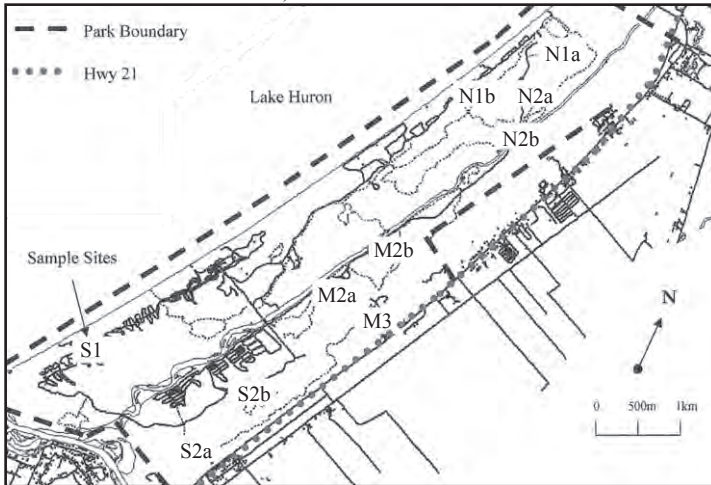 Park Boundary
Hwy 21
Lake Huron
N1a
N1b
N2a
N2b
Sample Sites
M2b
M2a
M3
N
S1
S2b
S2a
0 500m 1km